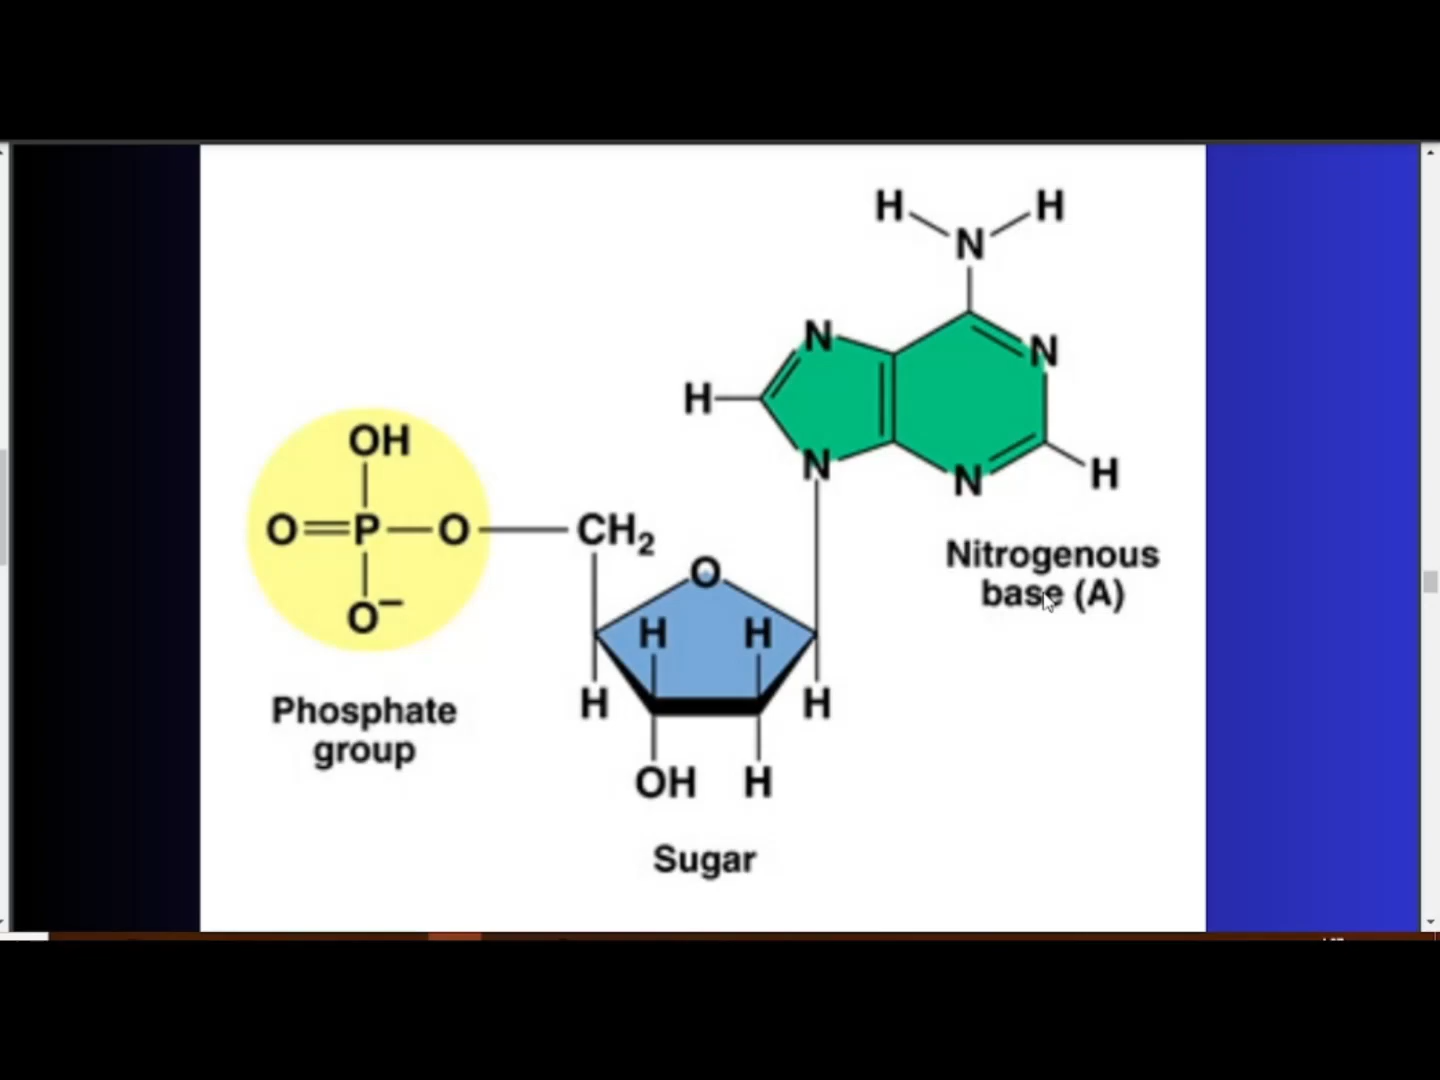 H H
N
N N
H
N N H
OH
O=P—O—CH₂
O⁻
O
H H
H H
OH H
Nitrogenous
base (A)
Phosphate
group
Sugar